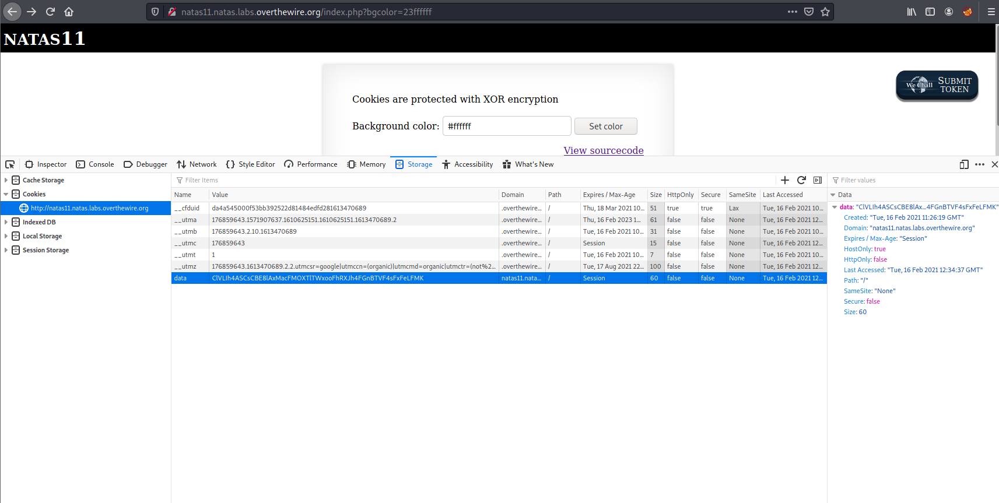 natas11.natas.labs.overthewire.org/index.php?bgcolor=23ffffff
NATAS11
We Chall
SUBMIT
TOKEN
Cookies are protected with XOR encryption
Background color: #ffffff Set color
View sourcecode
Inspector Console Debugger Network Style Editor Performance Memory Storage Accessibility What's New
Cache Storage
Cookies
http://natas11.natas.labs.overthewire.org
Indexed DB
Local Storage
Session Storage
Filter Items
Name Value Domain Path Expires / Max-Age Size HttpOnly Secure SameSite Last Accessed
__cfduid da4a545000f53bb392522d81484edfd281613470689 .overthewire... / Thu, 18 Mar 2021 10... 51 true true Lax Tue, 16 Feb 2021 10...
__utma 176859643.1571907637.1610625151.1610625151.1613470689.2 .overthewire... / Thu, 16 Feb 2023 1... 61 false false None Tue, 16 Feb 2021 12...
__utmb 176859643.2.10.1613470689 .overthewire... / Tue, 16 Feb 2021 10... 31 false false None Tue, 16 Feb 2021 10...
__utmc 176859643 .overthewire... / Session 15 false false None Tue, 16 Feb 2021 12...
__utmt 1 .overthewire... / Tue, 16 Feb 2021 10... 7 false false None Tue, 16 Feb 2021 10...
__utmz 176859643.1613470689.2.2.utmcsr=google|utmccn=(organic)|utmcmd=organic|utmctr=(not%2... .overthewire... / Tue, 17 Aug 2021 22... 100 false false None Tue, 16 Feb 2021 12...
data ClVLIh4ASCsCBE8lAxMacFMOXTlTWxooFhRXJh4FGnBTVF4sFxFeLFMK natas11.nata... / Session 60 false false None Tue, 16 Feb 2021 12...
Filter values
Data
data: "ClVLIh4ASCsCBE8lAx...4FGnBTVF4sFxFeLFMK"
Created: "Tue, 16 Feb 2021 11:26:19 GMT"
Domain: "natas11.natas.labs.overthewire.org"
Expires / Max-Age: "Session"
HostOnly: true
HttpOnly: false
Last Accessed: "Tue, 16 Feb 2021 12:34:37 GMT"
Path: "/"
SameSite: "None"
Secure: false
Size: 60